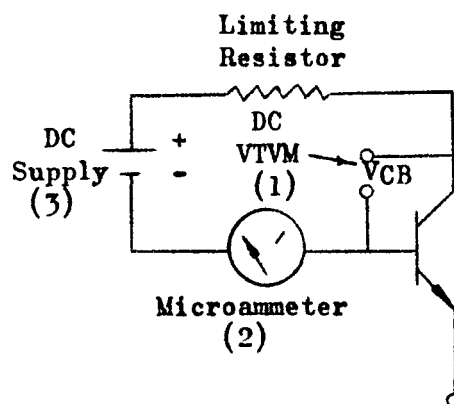 Limiting
Resistor
DC
Supply
(3)
+
-
DC
VTVM
(1)
VCB
Microammeter
(2)